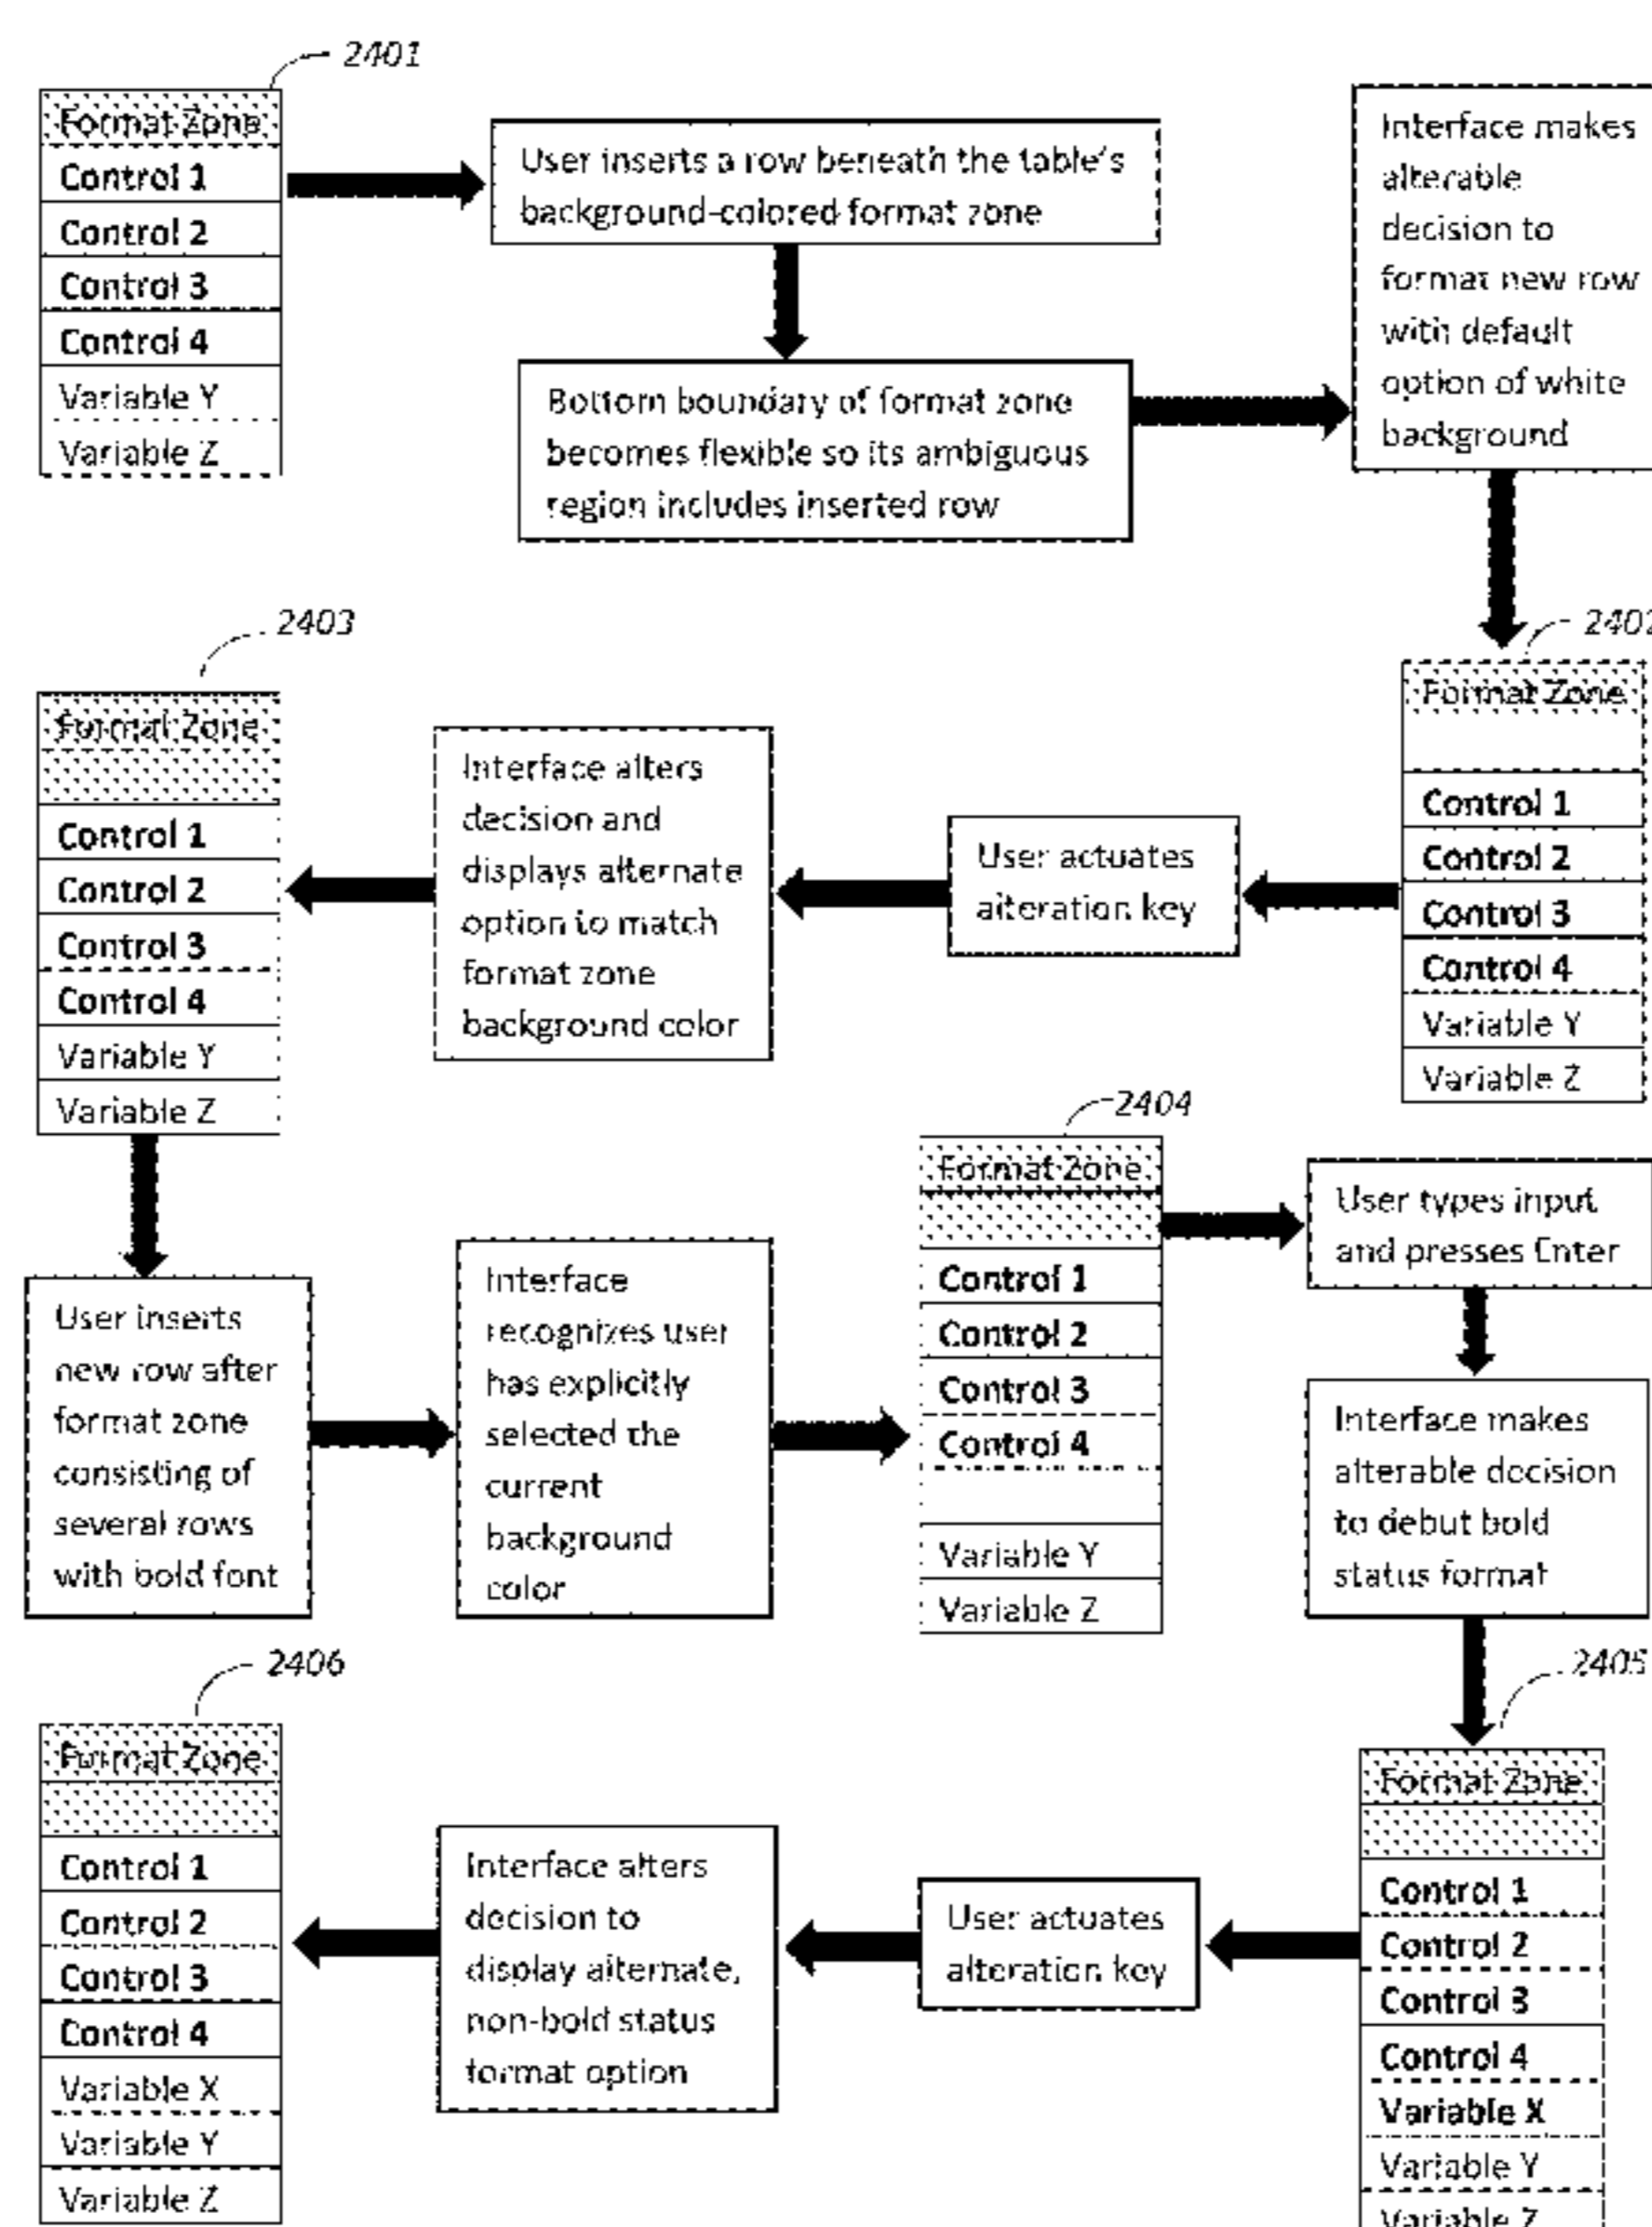 2401
Format Zone
Control 1
Control 2
Control 3
Control 4
Variable Y
Variable Z
User inserts a row beneath the table's
background-colored format zone
Bottom boundary of format zone
becomes flexible so its ambiguous
region includes inserted row
Interface makes
alterable
decision to
format new row
with default
option of white
background
2402
Format Zone
Control 1
Control 2
Control 3
Control 4
Variable Y
Variable Z
User actuates
alteration key
Interface alters
decision and
displays alternate
option to match
format zone
background color
2403
Format Zone
Control 1
Control 2
Control 3
Control 4
Variable Y
Variable Z
User inserts
new row after
format zone
consisting of
several rows
with bold font
Interface
recognizes user
has explicitly
selected the
current
background
color
2404
Format Zone
Control 1
Control 2
Control 3
Control 4
Variable Y
Variable Z
User types input
and presses Enter
Interface makes
alterable decision
to debut bold
status format
2405
Format Zone
Control 1
Control 2
Control 3
Control 4
Variable X
Variable Y
Variable Z
User actuates
alteration key
Interface alters
decision to
display alternate,
non-bold status
format option
2406
Format Zone
Control 1
Control 2
Control 3
Control 4
Variable X
Variable Y
Variable Z